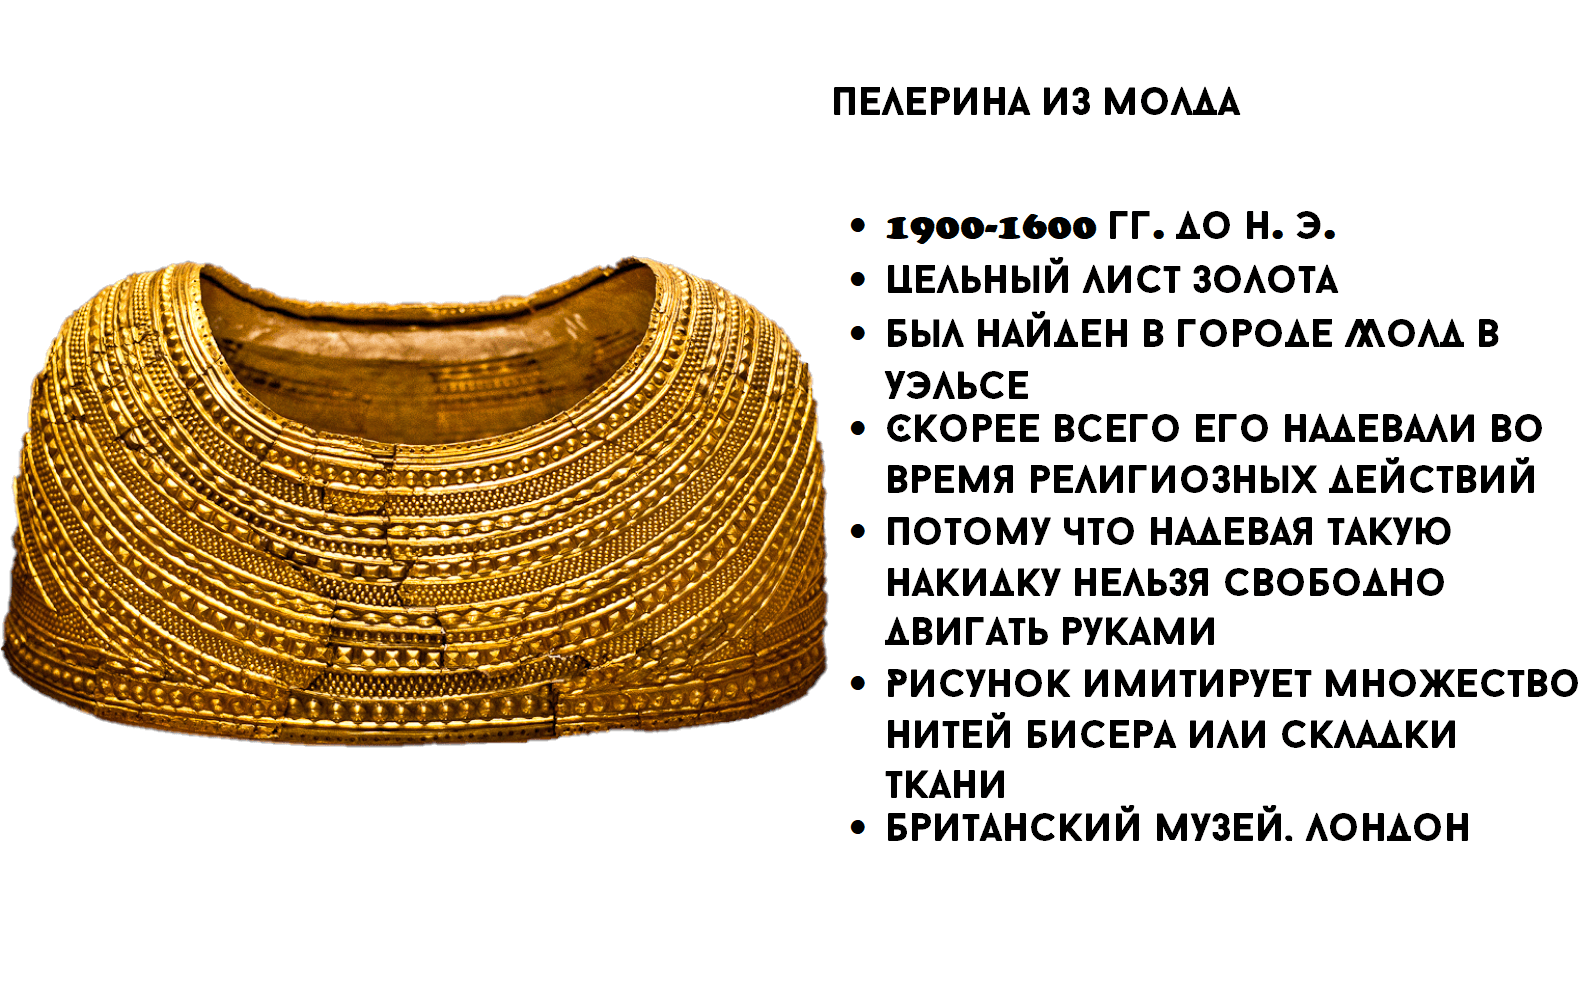 ПЕЛЕРИНА ИЗ МОЛДА
• 1900-1600 ГГ. ДО Н. Э.
• ЦЕЛЬНЫЙ ЛИСТ ЗОЛОТА
• БЫЛ НАЙДЕН В ГОРОДЕ МОЛД В
УЭЛЬСЕ
• СКОРЕЕ ВСЕГО ЕГО НАДЕВАЛИ ВО
ВРЕМЯ РЕЛИГИОЗНЫХ ДЕЙСТВИЙ
• ПОТОМУ ЧТО НАДЕВАЯ ТАКУЮ
НАКИДКУ НЕЛЬЗЯ СВОБОДНО
ДВИГАТЬ РУКАМИ
• РИСУНОК ИМИТИРУЕТ МНОЖЕСТВО
НИТЕЙ БИСЕРА ИЛИ СКЛАДКИ
ТКАНИ
• БРИТАНСКИЙ МУЗЕЙ. ЛОНДОН